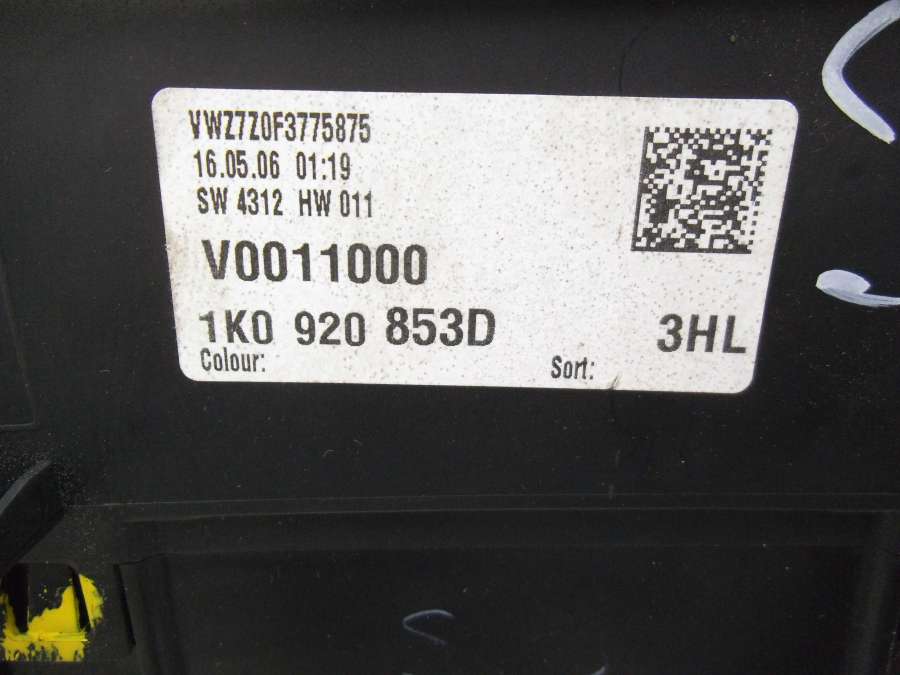 VWZ7Z0F3775875
16.05.06 01:19
SW 4312 HW 011
V0011000
1K0 920 853D 3HL
Colour: Sort: